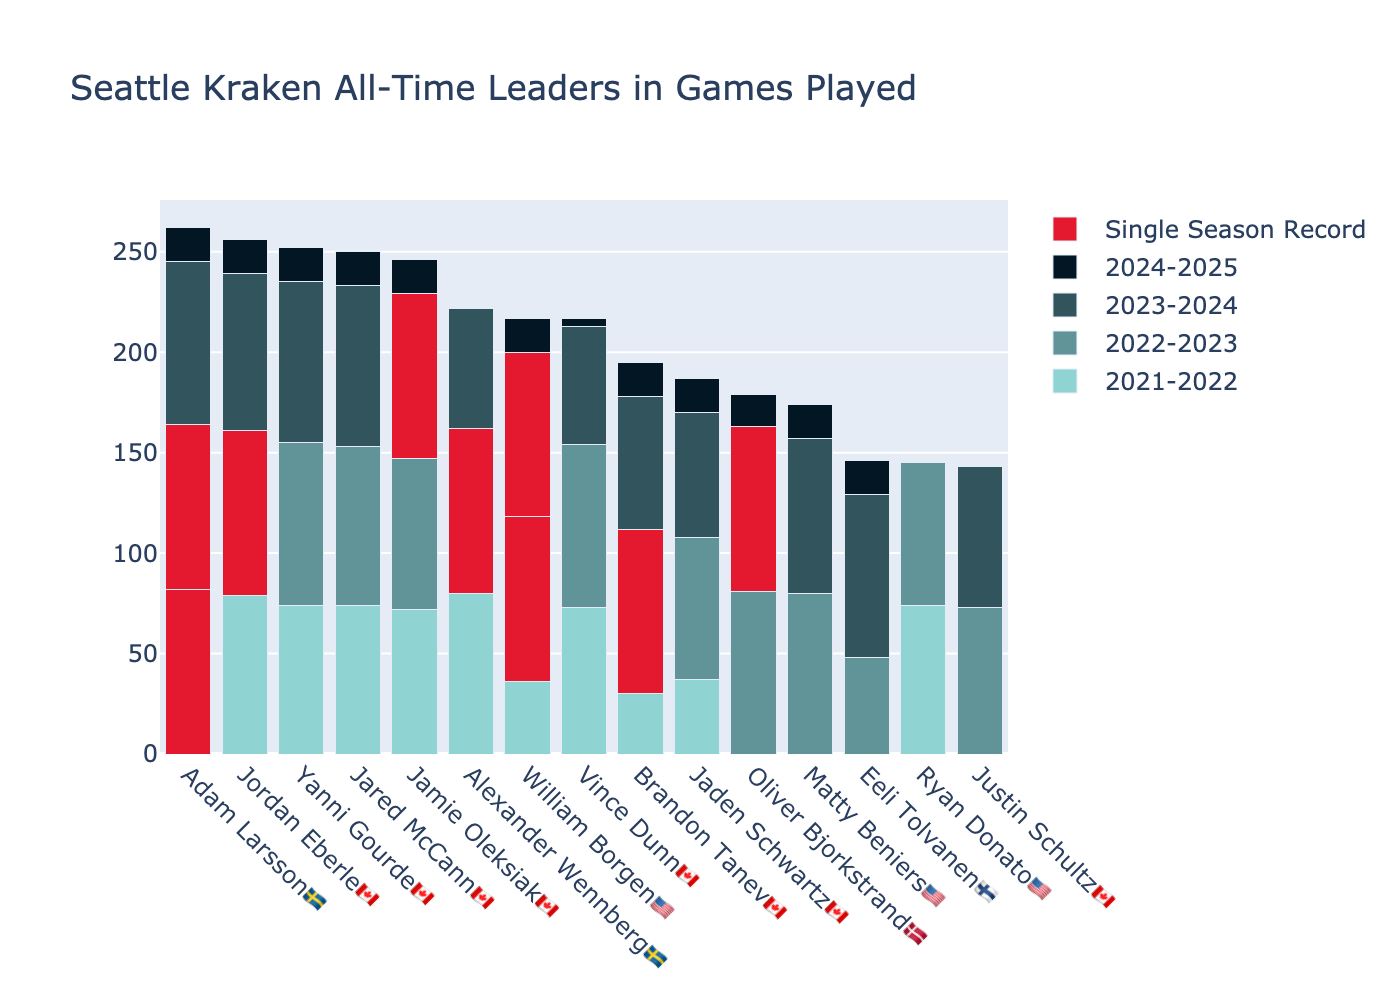 Seattle Kraken All-Time Leaders in Games Played
Single Season Record
2024-2025
2023-2024
2022-2023
2021-2022
250
200
150
100
50
0
Adam Larsson🇸🇪
Jordan Eberle🇨🇦
Yanni Gourde🇨🇦
Jared McCann🇨🇦
Jamie Oleksiak🇨🇦
Alexander Wennberg🇸🇪
William Borgen🇺🇸
Vince Dunn🇨🇦
Brandon Tanev🇨🇦
Jaden Schwartz🇨🇦
Oliver Bjorkstrand🇩🇰
Matty Beniers🇺🇸
Eeli Tolvanen🇫🇮
Ryan Donato🇺🇸
Justin Schultz🇨🇦